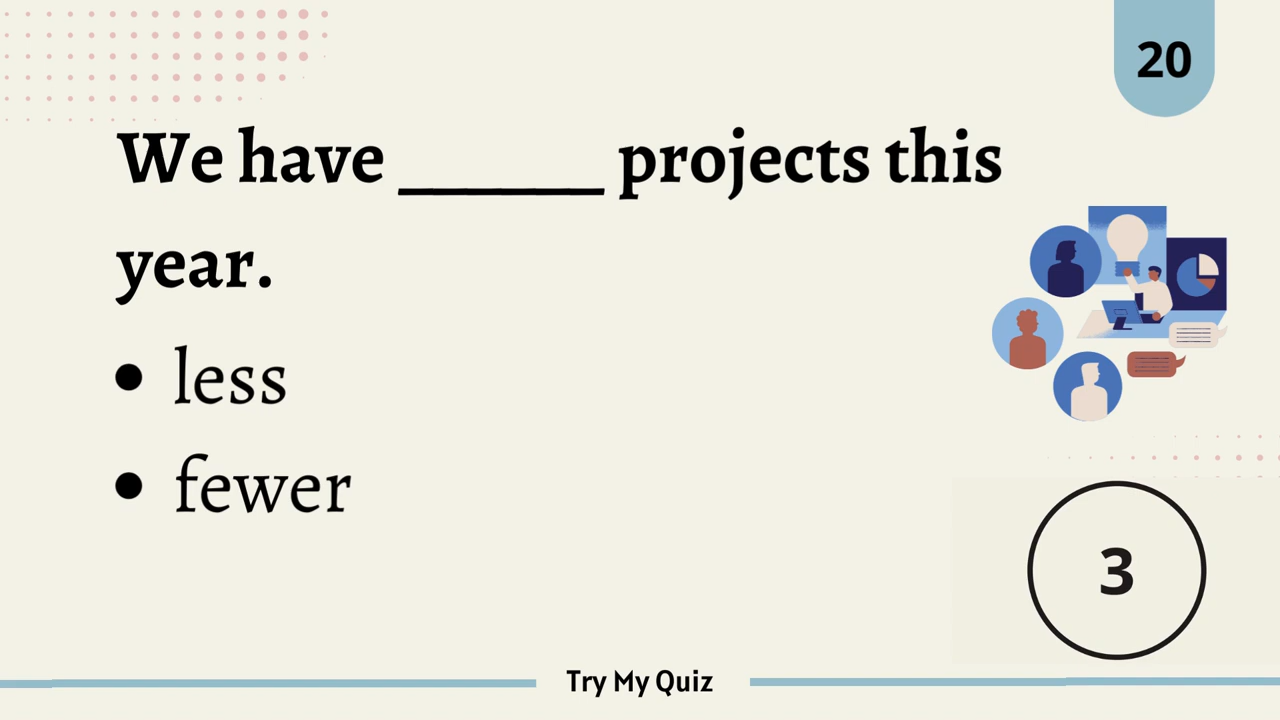 20
We have ______ projects this
year.
• less
• fewer
3
Try My Quiz